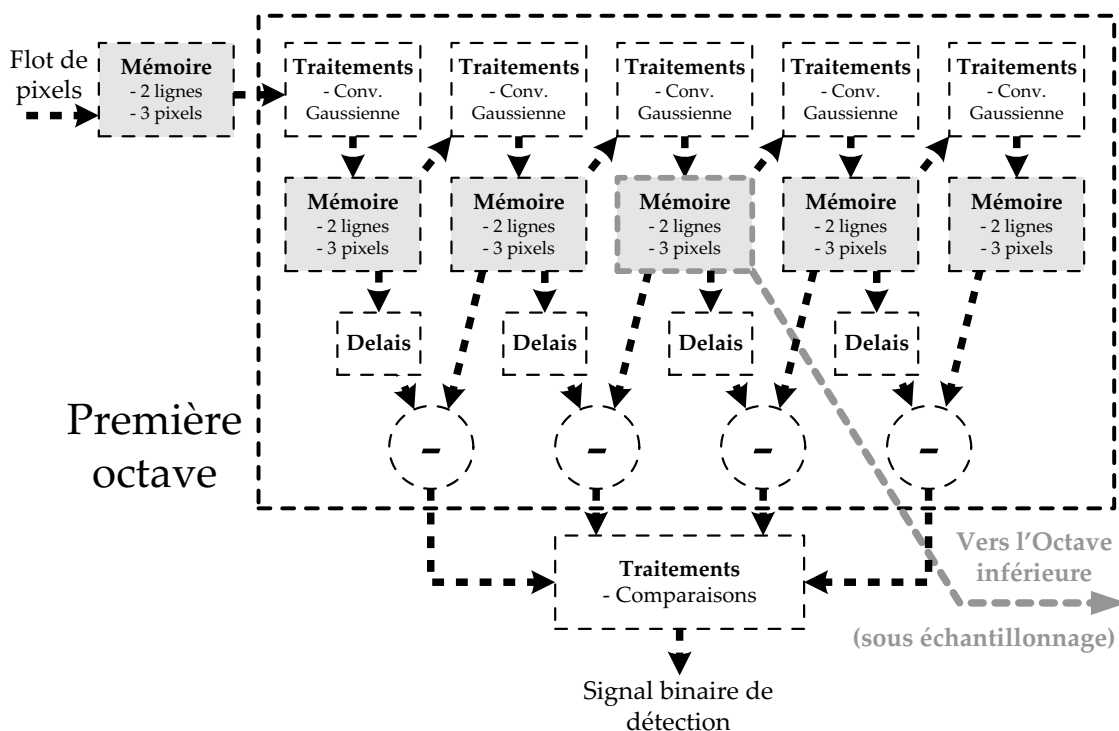 Flot de
pixels
Mémoire
- 2 lignes
- 3 pixels
Traitements
- Conv.
Gaussienne
Traitements
- Conv.
Gaussienne
Traitements
- Conv.
Gaussienne
Traitements
- Conv.
Gaussienne
Traitements
- Conv.
Gaussienne
Mémoire
- 2 lignes
- 3 pixels
Mémoire
- 2 lignes
- 3 pixels
Mémoire
- 2 lignes
- 3 pixels
Mémoire
- 2 lignes
- 3 pixels
Mémoire
- 2 lignes
- 3 pixels
Delais
Delais
Delais
Delais
Première
octave
-
-
-
-
Traitements
- Comparaisons
Vers l'Octave
inférieure
(sous échantillonnage)
Signal binaire de
détection